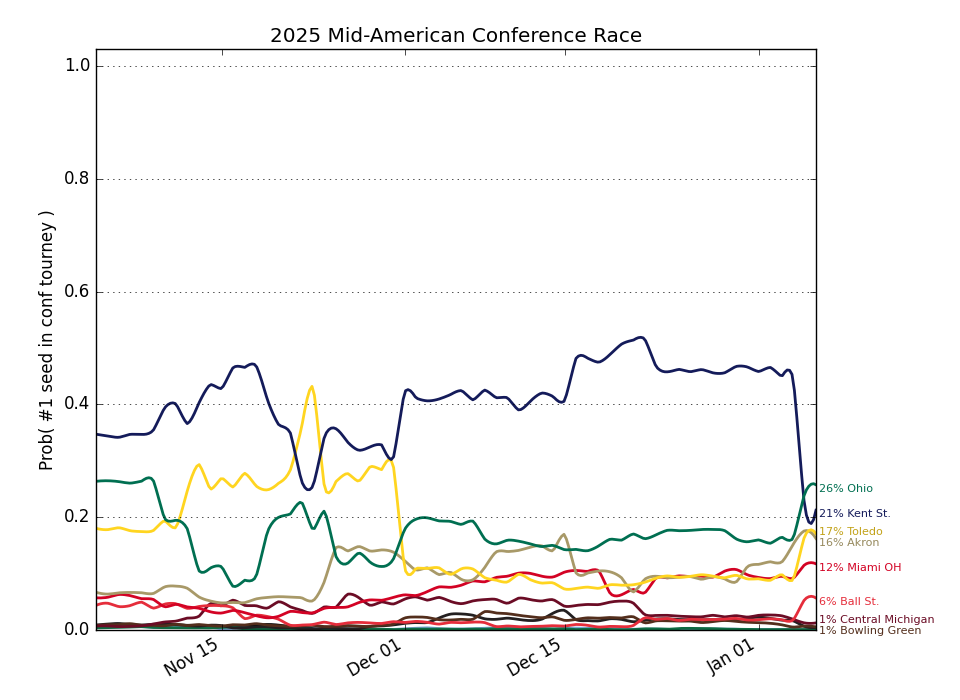 2025 Mid-American Conference Race
Prob( #1 seed in conf tourney )
1.0
0.8
0.6
0.4
0.2
0.0
Nov 15
Dec 01
Dec 15
Jan 01
26% Ohio
21% Kent St.
17% Toledo
16% Akron
12% Miami OH
6% Ball St.
1% Central Michigan
1% Bowling Green